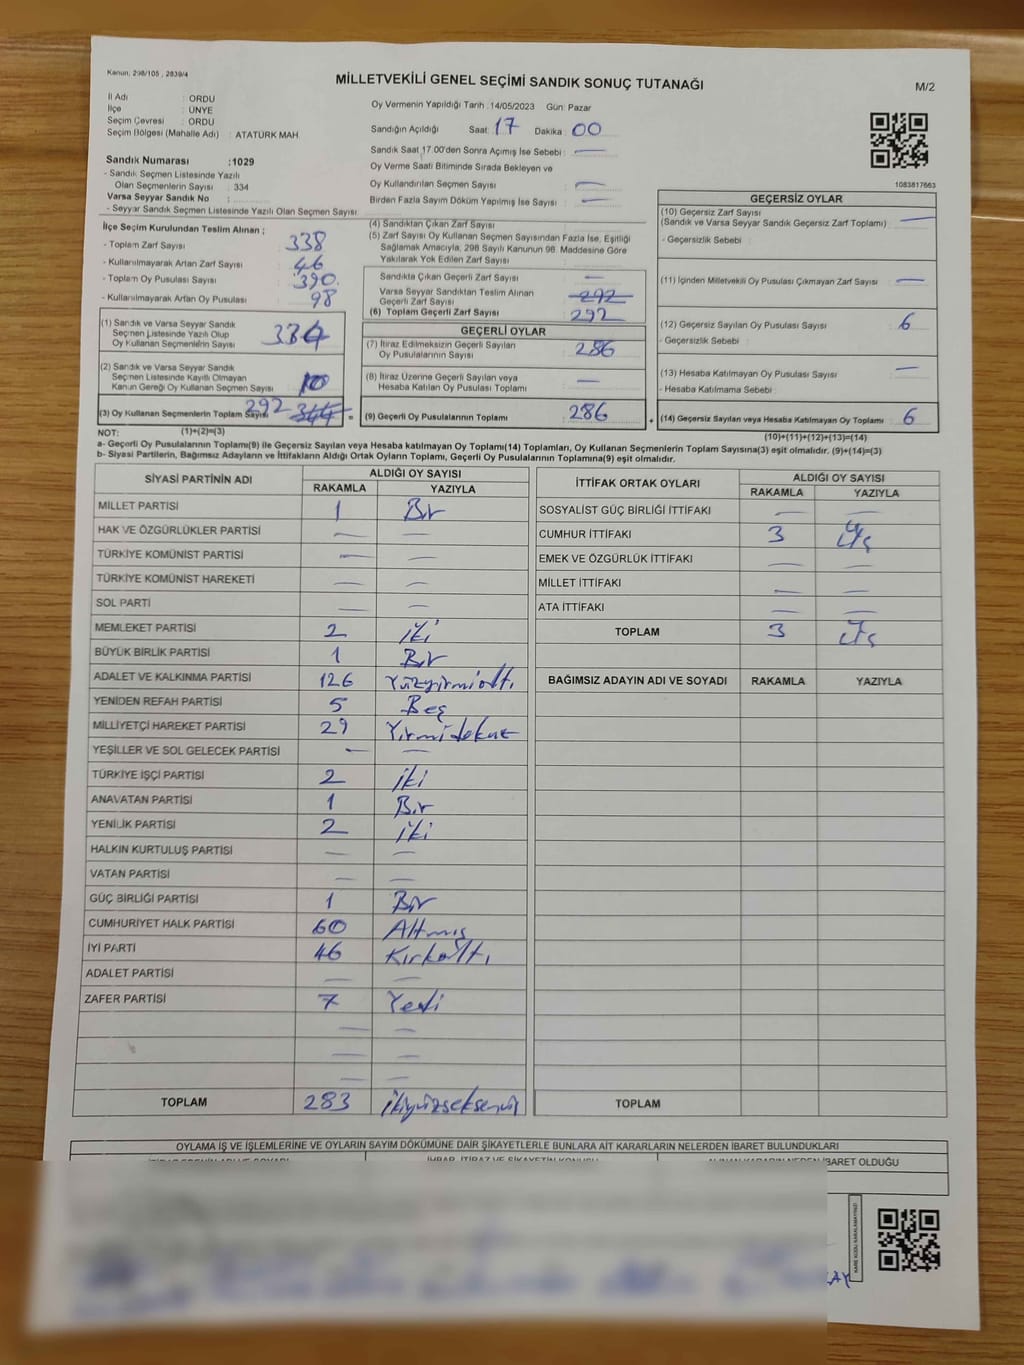 Kanun, 298/105 , 2839/4
MİLLETVEKİLİ GENEL SEÇİMİ SANDIK SONUÇ TUTANAĞI
M/2
İl Adı : ORDU
İlçe : ÜNYE
Seçim Çevresi : ORDU
Seçim Bölgesi (Mahalle Adı) : ATATÜRK MAH
Sandık Numarası : 1029
- Sandık Seçmen Listesinde Yazılı
Olan Seçmenlerin Sayısı : 334
Varsa Seyyar Sandık No :
- Seyyar Sandık Seçmen Listesinde Yazılı Olan Seçmen Sayısı:
Oy Vermenin Yapıldığı Tarih : 14/05/2023 Gün: Pazar
Sandığın Açıldığı Saat: 17 Dakika: 00
Sandık Saat 17.00'den Sonra Açılmış İse Sebebi : —
Oy Verme Saati Bitiminde Sırada Bekleyen ve
Oy Kullandırılan Seçmen Sayısı : —
Birden Fazla Sayım Döküm Yapılmış İse Sayısı : —
1083817663
İlçe Seçim Kurulundan Teslim Alınan ;
- Toplam Zarf Sayısı : 338
- Kullanılmayarak Artan Zarf Sayısı : 46
- Toplam Oy Pusulası Sayısı : 390
- Kullanılmayarak Artan Oy Pusulası : 98
(1) Sandık ve Varsa Seyyar Sandık
Seçmen Listesinde Yazılı Olup
Oy Kullanan Seçmenlerin Sayısı 334
(2) Sandık ve Varsa Seyyar Sandık
Seçmen Listesinde Kayıtlı Olmayan
Kanun Gereği Oy Kullanan Seçmen Sayısı 10
(3) Oy Kullanan Seçmenlerin Toplam Sayısı 292 344 =
(1)+(2)=(3)
(4) Sandıktan Çıkan Zarf Sayısı :
(5) Zarf Sayısı Oy Kullanan Seçmen Sayısından Fazla İse, Eşitliği
Sağlamak Amacıyla, 298 Sayılı Kanunun 98. Maddesine Göre
Yakılarak Yok Edilen Zarf Sayısı :
Sandıkta Çıkan Geçerli Zarf Sayısı : —
Varsa Seyyar Sandıktan Teslim Alınan
Geçerli Zarf Sayısı : 292
(6) Toplam Geçerli Zarf Sayısı : 292
GEÇERLİ OYLAR
(7) İtiraz Edilmeksizin Geçerli Sayılan
Oy Pusulalarının Sayısı : 286
(8) İtiraz Üzerine Geçerli Sayılan veya
Hesaba Katılan Oy Pusulası Toplamı : —
(9) Geçerli Oy Pusulalarının Toplamı : 286 +
GEÇERSİZ OYLAR
(10) Geçersiz Zarf Sayısı
(Sandık ve Varsa Seyyar Sandık Geçersiz Zarf Toplamı) : —
- Geçersizlik Sebebi :
(11) İçinden Milletvekili Oy Pusulası Çıkmayan Zarf Sayısı : —
(12) Geçersiz Sayılan Oy Pusulası Sayısı : 6
- Geçersizlik Sebebi :
(13) Hesaba Katılmayan Oy Pusulası Sayısı : —
- Hesaba Katılmama Sebebi :
(14) Geçersiz Sayılan veya Hesaba Katılmayan Oy Toplamı : 6
(10)+(11)+(12)+(13)=(14)
NOT:
a- Geçerli Oy Pusulalarının Toplamı(9) ile Geçersiz Sayılan veya Hesaba katılmayan Oy Toplamı(14) Toplamları, Oy Kullanan Seçmenlerin Toplam Sayısına(3) eşit olmalıdır. (9)+(14)=(3)
b- Siyasi Partilerin, Bağımsız Adayların ve İttifakların Aldığı Ortak Oyların Toplamı, Geçerli Oy Pusulalarının Toplamına(9) eşit olmalıdır.
SİYASİ PARTİNİN ADI ALDIĞI OY SAYISI
RAKAMLA YAZIYLA
MİLLET PARTİSİ 1 Bir
HAK VE ÖZGÜRLÜKLER PARTİSİ — —
TÜRKİYE KOMÜNİST PARTİSİ — —
TÜRKİYE KOMÜNİST HAREKETİ — —
SOL PARTİ — —
MEMLEKET PARTİSİ 2 iki
BÜYÜK BİRLİK PARTİSİ 1 Bir
ADALET VE KALKINMA PARTİSİ 126 Yüzyirmialtı
YENİDEN REFAH PARTİSİ 5 Beş
MİLLİYETÇİ HAREKET PARTİSİ 29 Yirmidokuz
YEŞİLLER VE SOL GELECEK PARTİSİ — —
TÜRKİYE İŞÇİ PARTİSİ 2 iki
ANAVATAN PARTİSİ 1 Bir
YENİLİK PARTİSİ 2 iki
HALKIN KURTULUŞ PARTİSİ — —
VATAN PARTİSİ — —
GÜÇ BİRLİĞİ PARTİSİ 1 Bir
CUMHURİYET HALK PARTİSİ 60 Altmış
İYİ PARTİ 46 Kırkaltı
ADALET PARTİSİ — —
ZAFER PARTİSİ 7 Yedi
— —
— —
— —
TOPLAM 283
İTTİFAK ORTAK OYLARI ALDIĞI OY SAYISI
RAKAMLA YAZIYLA
SOSYALİST GÜÇ BİRLİĞİ İTTİFAKI — —
CUMHUR İTTİFAKI 3 üç
EMEK VE ÖZGÜRLÜK İTTİFAKI — —
MİLLET İTTİFAKI — —
ATA İTTİFAKI — —
TOPLAM 3 üç
BAĞIMSIZ ADAYIN ADI VE SOYADI RAKAMLA YAZIYLA
TOPLAM
OYLAMA İŞ VE İŞLEMLERİNE VE OYLARIN SAYIM DÖKÜMÜNE DAİR ŞİKAYETLERLE BUNLARA AİT KARARLARIN NELERDEN İBARET BULUNDUKLARI
İHBAR, İTİRAZ VE ŞİKAYETİN KONUSU ALINAN KARARIN NEDEN İBARET OLDUĞU